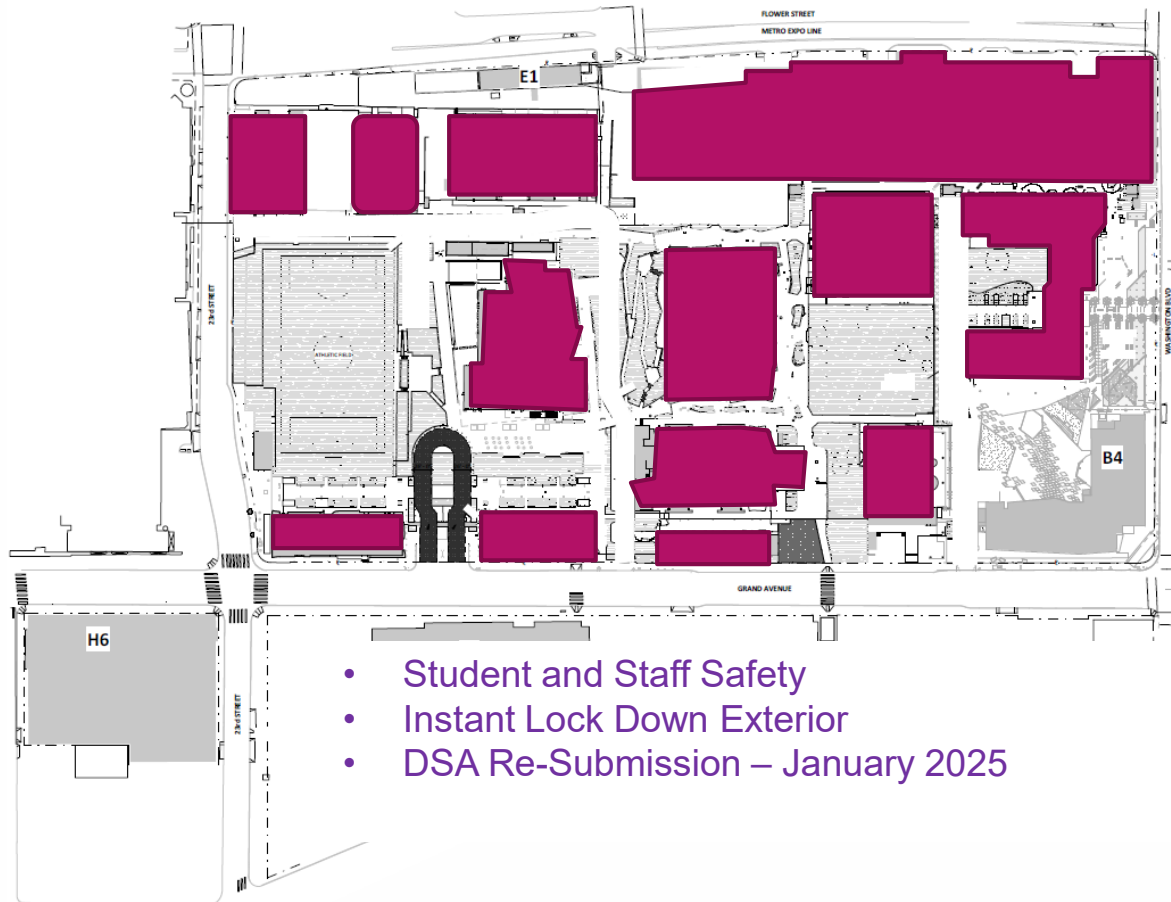 FLOWER STREET
METRO EXPO LINE
E1
23rd STREET
WASHINGTON BLVD
ATHLETIC FIELD
B4
GRAND AVENUE
H6
23rd STREET
• Student and Staff Safety
• Instant Lock Down Exterior
• DSA Re-Submission – January 2025